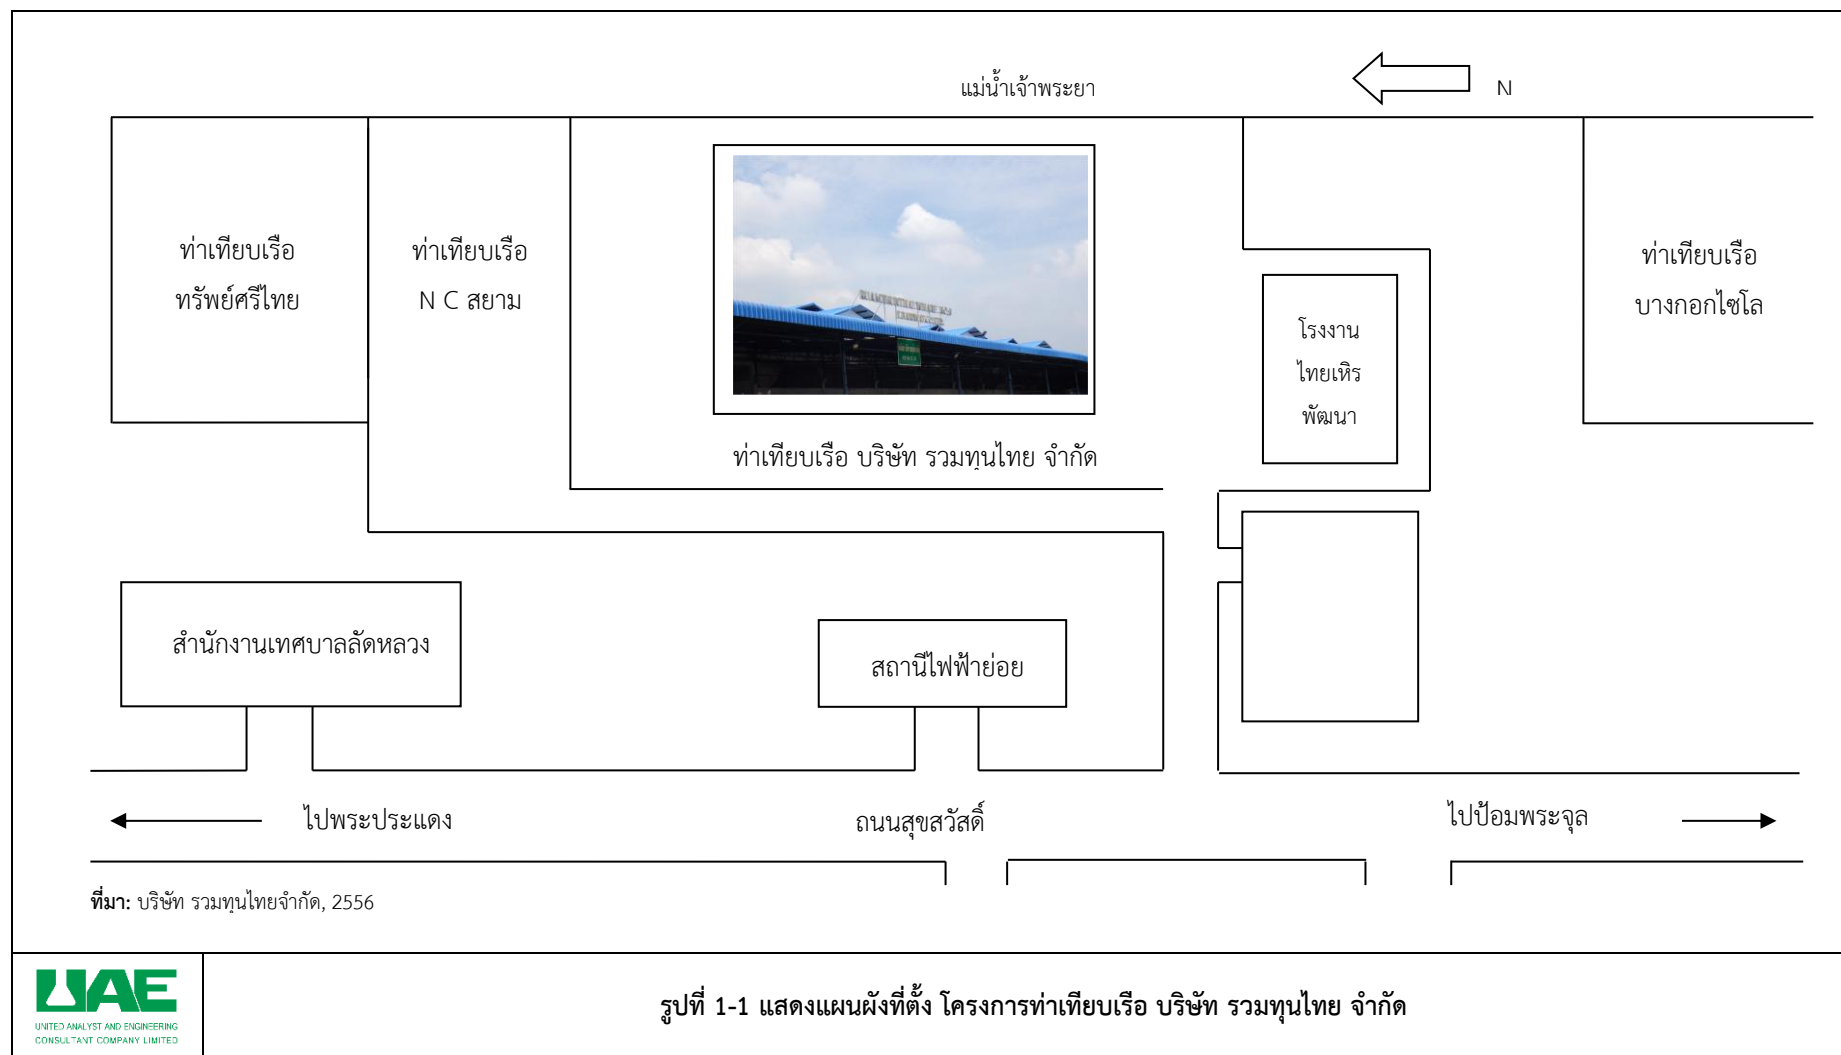 แม่น้ำเจ้าพระยา
N
ท่าเทียบเรือ
ทรัพย์ศรีไทย
ท่าเทียบเรือ
N C สยาม
ท่าเทียบเรือ บริษัท รวมทุนไทย จำกัด
โรงงาน
ไทยเหิร
พัฒนา
ท่าเทียบเรือ
บางกอกไซโล
สำนักงานเทศบาลลัดหลวง
สถานีไฟฟ้าย่อย
ไปพระประแดง
ถนนสุขสวัสดิ์
ไปป้อมพระจุล
ที่มา: บริษัท รวมทุนไทยจำกัด, 2556
UAE
UNITED ANALYST AND ENGINEERING
CONSULTANT COMPANY LIMITED
รูปที่ 1-1 แสดงแผนผังที่ตั้ง โครงการท่าเทียบเรือ บริษัท รวมทุนไทย จำกัด